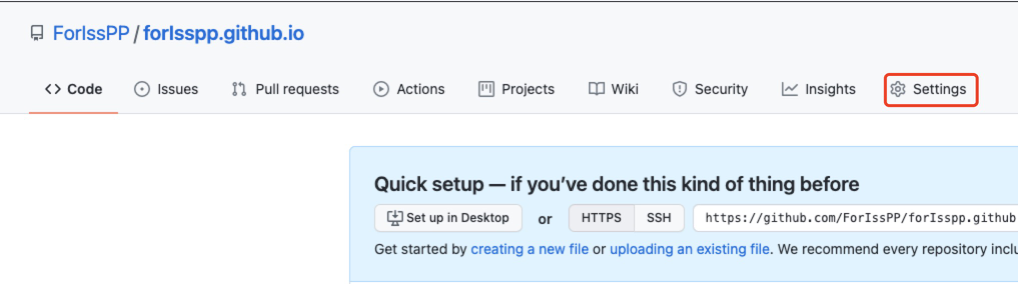 ForIssPP / forIsspp.github.io
Code Issues Pull requests Actions Projects Wiki Security Insights Settings
Quick setup — if you've done this kind of thing before
Set up in Desktop or HTTPS SSH https://github.com/ForIssPP/forIsspp.github
Get started by creating a new file or uploading an existing file. We recommend every repository inclu